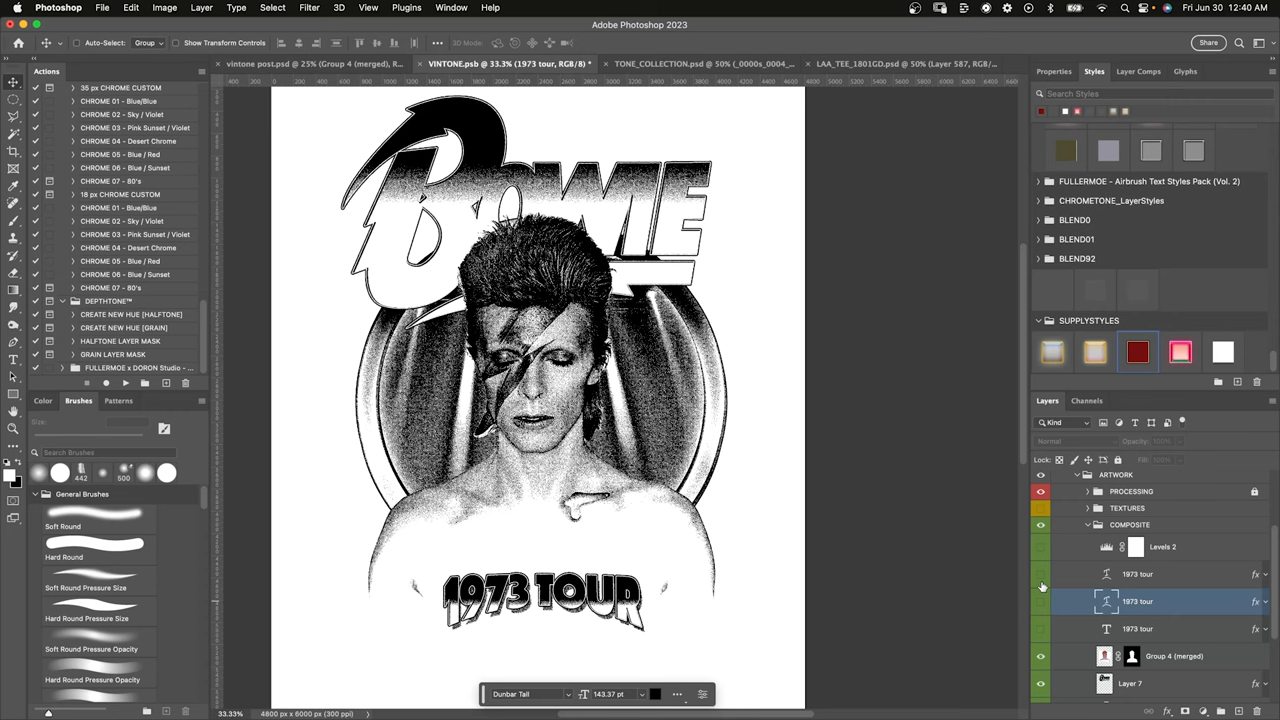 Photoshop File Edit Image Layer Type Select Filter 3D View Plugins Window Help
Fri Jun 30 12:40 AM
Adobe Photoshop 2023
Auto-Select: Group Show Transform Controls
3D Mode:
Share
vintone post.psd @ 25% (Group 4 (merged), R...
VINTONE.psb @ 33.3% (1973 tour, RGB/8) *
TONE_COLLECTION.psd @ 50% (_0000s_0004_...
LAA_TEE_1801GD.psd @ 50% (Layer 587, RGB/...
Actions
35 px CHROME CUSTOM
CHROME 01 - Blue/Blue
CHROME 02 - Sky / Violet
CHROME 03 - Pink Sunset / Violet
CHROME 04 - Desert Chrome
CHROME 05 - Blue / Red
CHROME 06 - Blue / Sunset
CHROME 07 - 80's
18 px CHROME CUSTOM
CHROME 01 - Blue/Blue
CHROME 02 - Sky / Violet
CHROME 03 - Pink Sunset / Violet
CHROME 04 - Desert Chrome
CHROME 05 - Blue / Red
CHROME 06 - Blue / Sunset
CHROME 07 - 80's
DEPTHTONE™
CREATE NEW HUE [HALFTONE]
CREATE NEW HUE [GRAIN]
HALFTONE LAYER MASK
GRAIN LAYER MASK
FULLERMOE x DORON Studio - ...
Color Brushes Patterns
Size:
Search Brushes
442 500
General Brushes
Soft Round
Hard Round
Soft Round Pressure Size
Hard Round Pressure Size
Soft Round Pressure Opacity
Hard Round Pressure Opacity
33.33% 4800 px x 6000 px (300 ppi)
BOWIE
1973 TOUR
Dunbar Tall 143.37 pt
Properties Styles Layer Comps Glyphs
Search Styles
FULLERMOE - Airbrush Text Styles Pack (Vol. 2)
CHROMETONE_LayerStyles
BLEND0
BLEND01
BLEND92
SUPPLYSTYLES
Layers Channels
Kind
Normal Opacity: 100%
Lock: Fill: 100%
ARTWORK
PROCESSING
TEXTURES
COMPOSITE
Levels 2
1973 tour fx
1973 tour fx
1973 tour fx
Group 4 (merged)
Layer 7